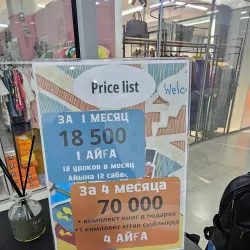 Price list
Welc
ЗА 1 МЕСЯЦ
18 500
1 АЙҒА
12 уроков в месяц
Айына 12 сабақ
За 4 месяца
70 000
+ комплект книг в подарок
+1 комплект кітап сыйлыққа
4 АЙҒА